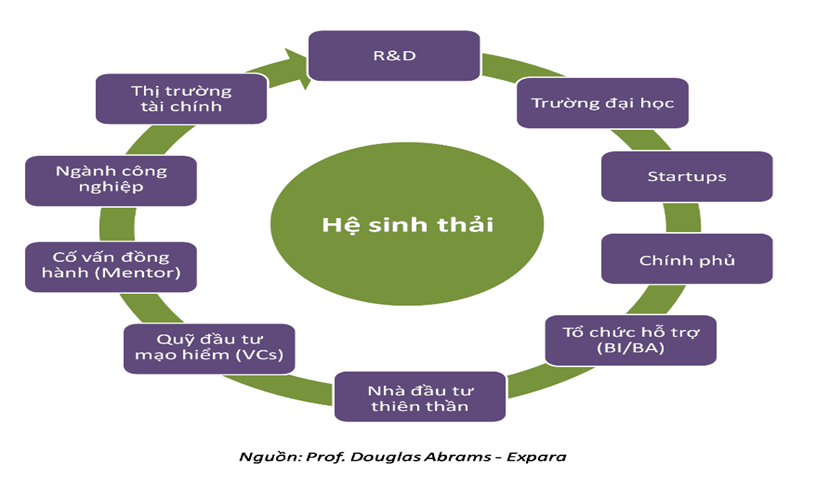 R&D
Trường đại học
Startups
Chính phủ
Tổ chức hỗ trợ
(BI/BA)
Nhà đầu tư
thiên thần
Quỹ đầu tư
mạo hiểm (VCs)
Cố vấn đồng
hành (Mentor)
Ngành công
nghiệp
Thị trường
tài chính
Hệ sinh thái
Nguồn: Prof. Douglas Abrams - Expara